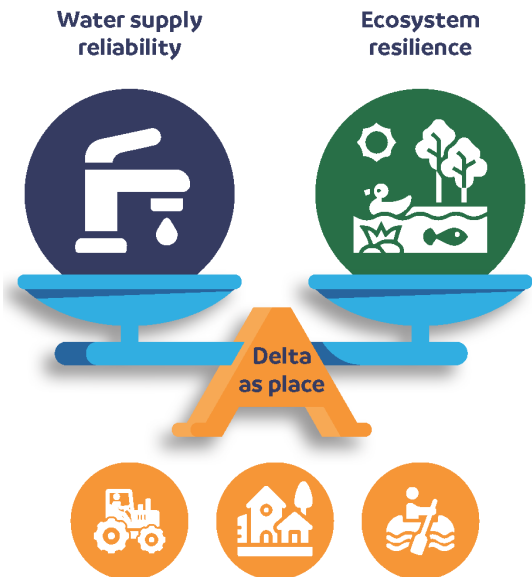 Water supply
reliability
Ecosystem
resilience
Delta
as place